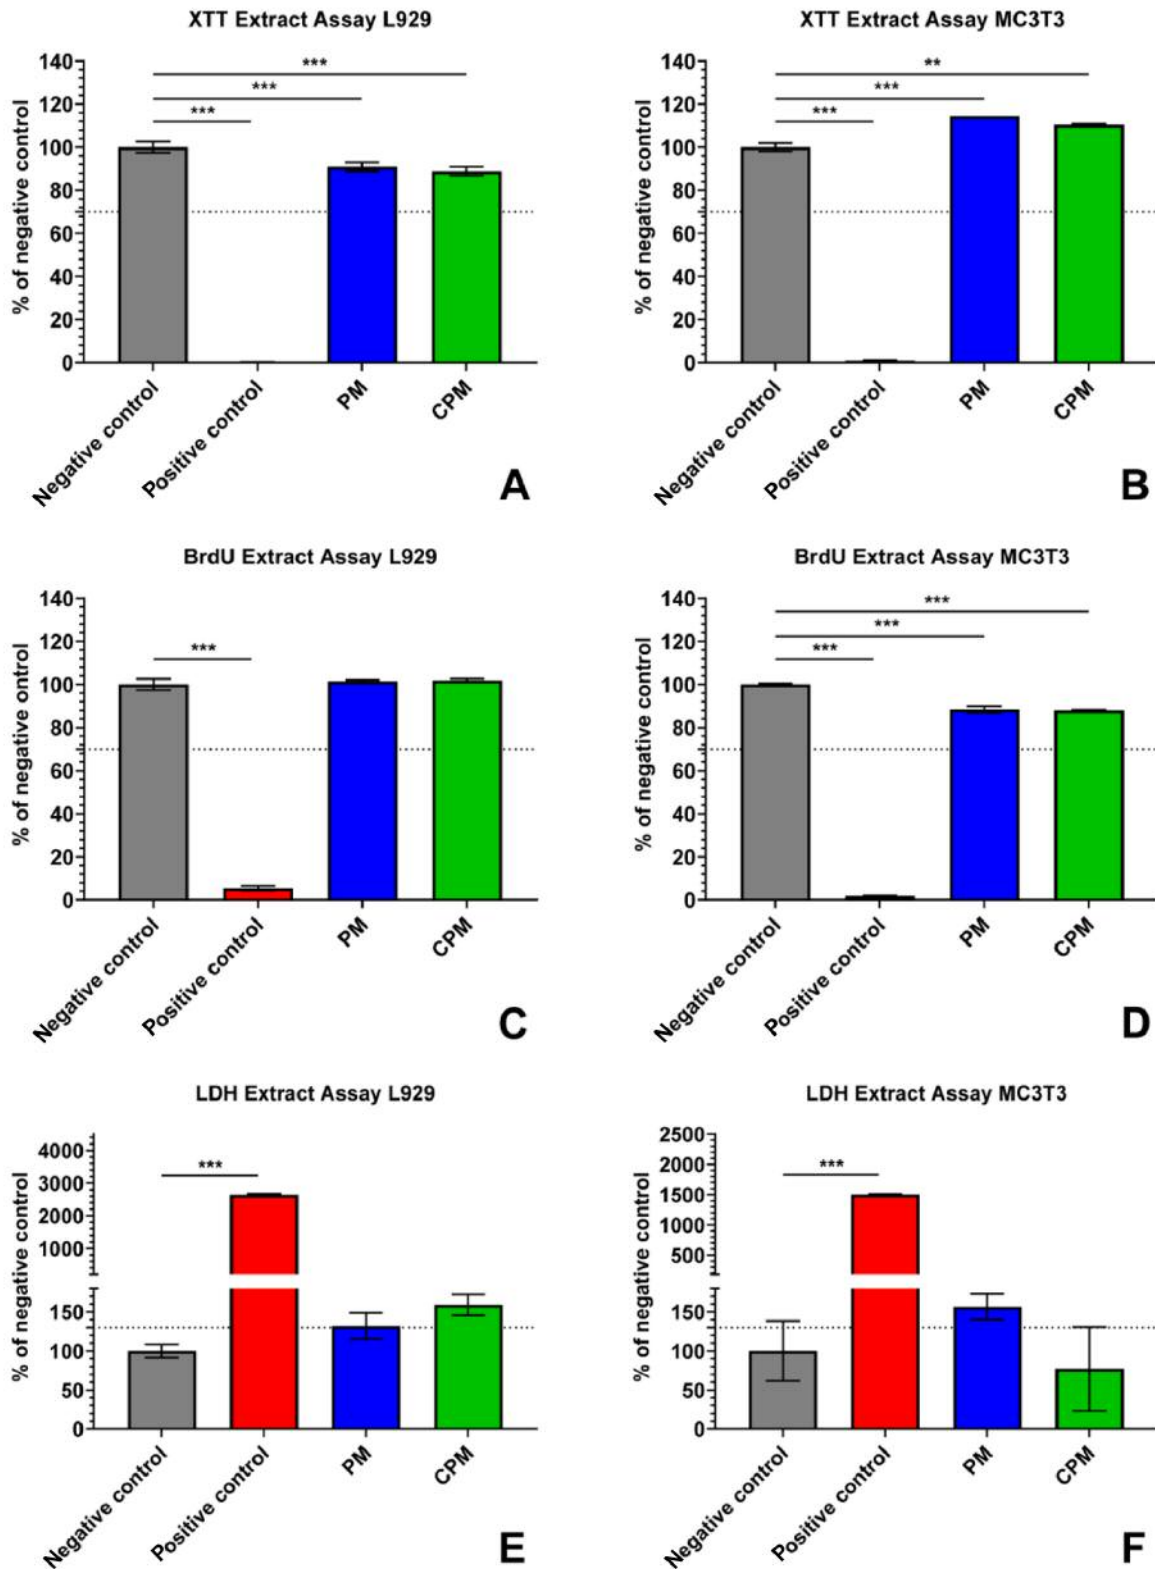 XTT Extract Assay L929
% of negative control
140
120
100
80
60
40
20
0
***
***
***
Negative control
Positive control
PM
CPM
A
XTT Extract Assay MC3T3
% of negative control
140
120
100
80
60
40
20
0
**
***
***
Negative control
Positive control
PM
CPM
B
BrdU Extract Assay L929
% of negative ontrol
140
120
100
80
60
40
20
0
***
Negative control
Positive control
PM
CPM
C
BrdU Extract Assay MC3T3
% of negative control
140
120
100
80
60
40
20
0
***
***
***
Negative control
Positive control
PM
CPM
D
LDH Extract Assay L929
% of negative control
4000
3000
2000
1000
150
100
50
0
***
Negative control
Positive control
PM
CPM
E
LDH Extract Assay MC3T3
% of negative control
2500
2000
1500
1000
500
150
100
50
0
***
Negative control
Positive control
PM
CPM
F